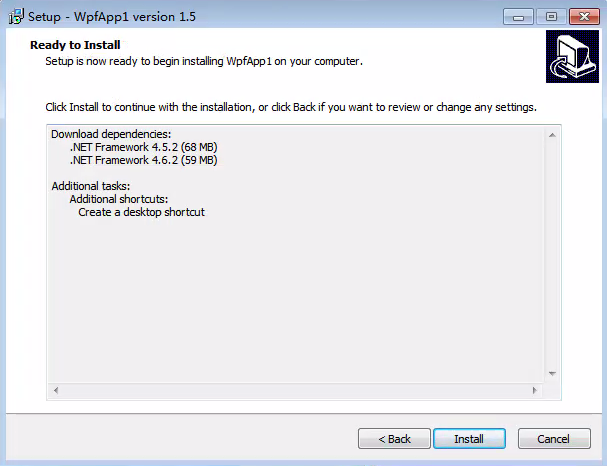 Setup - WpfApp1 version 1.5
Ready to Install
Setup is now ready to begin installing WpfApp1 on your computer.
Click Install to continue with the installation, or click Back if you want to review or change any settings.
Download dependencies:
.NET Framework 4.5.2 (68 MB)
.NET Framework 4.6.2 (59 MB)
Additional tasks:
Additional shortcuts:
Create a desktop shortcut
< Back Install Cancel